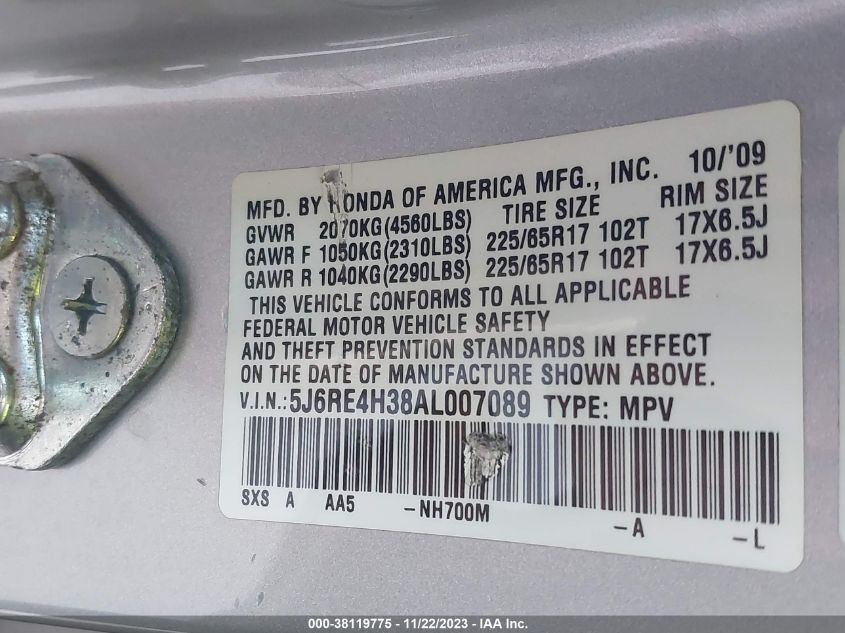 MFD. BY HONDA OF AMERICA MFG., INC. 10/'09
GVWR 2070KG(4560LBS) TIRE SIZE RIM SIZE
GAWR F 1050KG(2310LBS) 225/65R17 102T 17X6.5J
GAWR R 1040KG(2290LBS) 225/65R17 102T 17X6.5J
THIS VEHICLE CONFORMS TO ALL APPLICABLE
FEDERAL MOTOR VEHICLE SAFETY
AND THEFT PREVENTION STANDARDS IN EFFECT
ON THE DATE OF MANUFACTURE SHOWN ABOVE.
V.I.N.:5J6RE4H38AL007089 TYPE: MPV
SXS A AA5 -NH700M -A -L
000-38119775 - 11/22/2023 - IAA Inc.